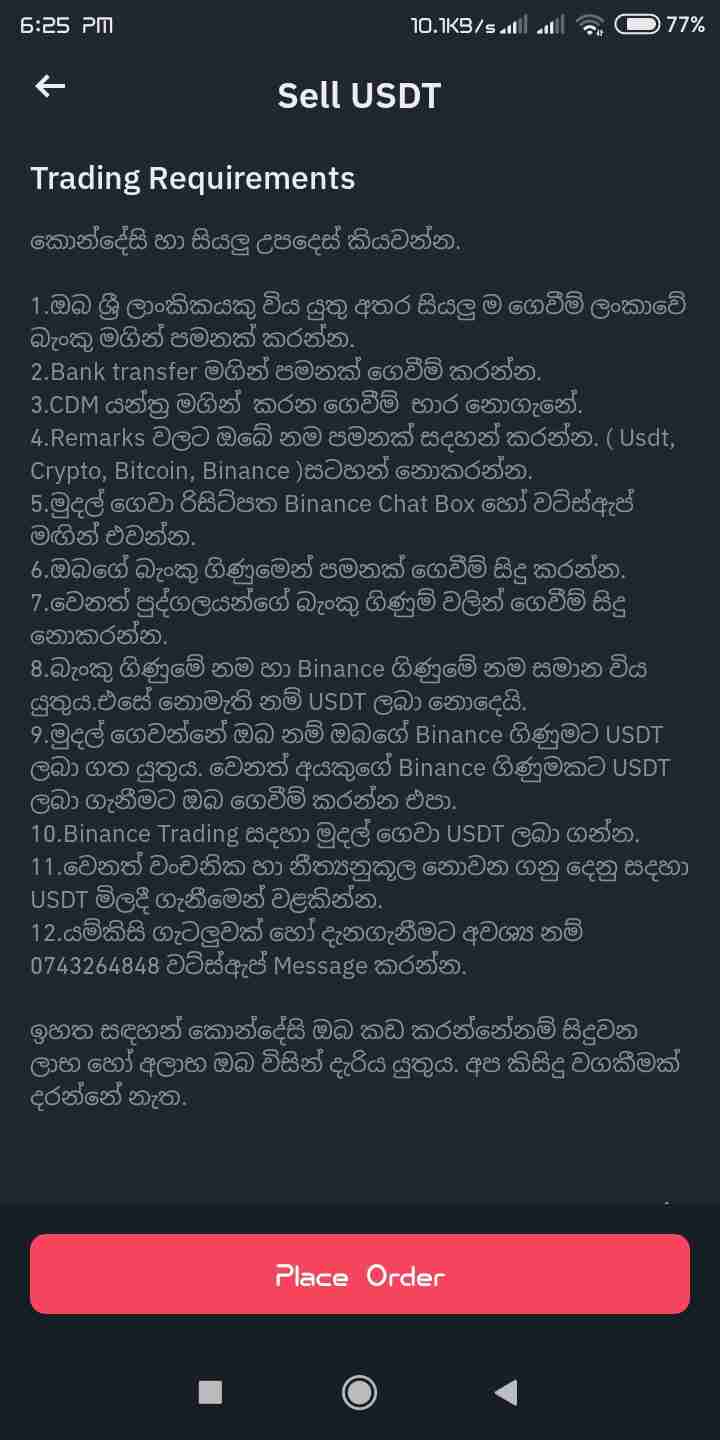 6:25 PM 10.1KB/s 77%
Sell USDT
Trading Requirements
කොන්දේසි හා සියලු උපදෙස් කියවන්න.
1.ඔබ ශ්‍රී ලාංකිකයකු විය යුතු අතර සියලු ම ගෙවීම් ලංකාවේ
බැංකු මගින් පමනක් කරන්න.
2.Bank transfer මගින් පමනක් ගෙවීම් කරන්න.
3.CDM යන්ත්‍ර මගින්  කරන ගෙවීම්  භාර නොගැනේ.
4.Remarks වලට ඔබේ නම පමනක් සදහන් කරන්න. ( Usdt,
Crypto, Bitcoin, Binance )සටහන් නොකරන්න.
5.මුදල් ගෙවා රිසිට්පත Binance Chat Box හෝ වට්ස්ඇප්
මඟින් එවන්න.
6.ඔබගේ බැංකු ගිණුමෙන් පමනක් ගෙවීම් සිදු කරන්න.
7.වෙනත් පුද්ගලයන්ගේ බැංකු ගිණුම් වලින් ගෙවීම් සිදු
නොකරන්න.
8.බැංකු ගිණුමේ නම හා Binance ගිණුමේ නම සමාන විය
යුතුය.එසේ නොමැති නම් USDT ලබා නොදෙයි.
9.මුදල් ගෙවන්නේ ඔබ නම් ඔබගේ Binance ගිණුමට USDT
ලබා ගත යුතුය. වෙනත් අයකුගේ Binance ගිණුමකට USDT
ලබා ගැනීමට ඔබ ගෙවීම් කරන්න එපා.
10.Binance Trading සදහා මුදල් ගෙවා USDT ලබා ගන්න.
11.වෙනත් වංචනික හා නීත්‍යනුකූල නොවන ගනු දෙනු සදහා
USDT මිලදී ගැනීමෙන් වළකින්න.
12.යම්කිසි ගැටලුවක් හෝ දැනගැනීමට අවශ්‍ය නම්
0743264848 වට්ස්ඇප් Message කරන්න.
ඉහත සඳහන් කොන්දේසි ඔබ කඩ කරන්නේනම් සිදුවන
ලාභ හෝ අලාභ ඔබ විසින් දැරිය යුතුය. අප කිසිදු වගකීමක්
දරන්නේ නැත.
Place Order